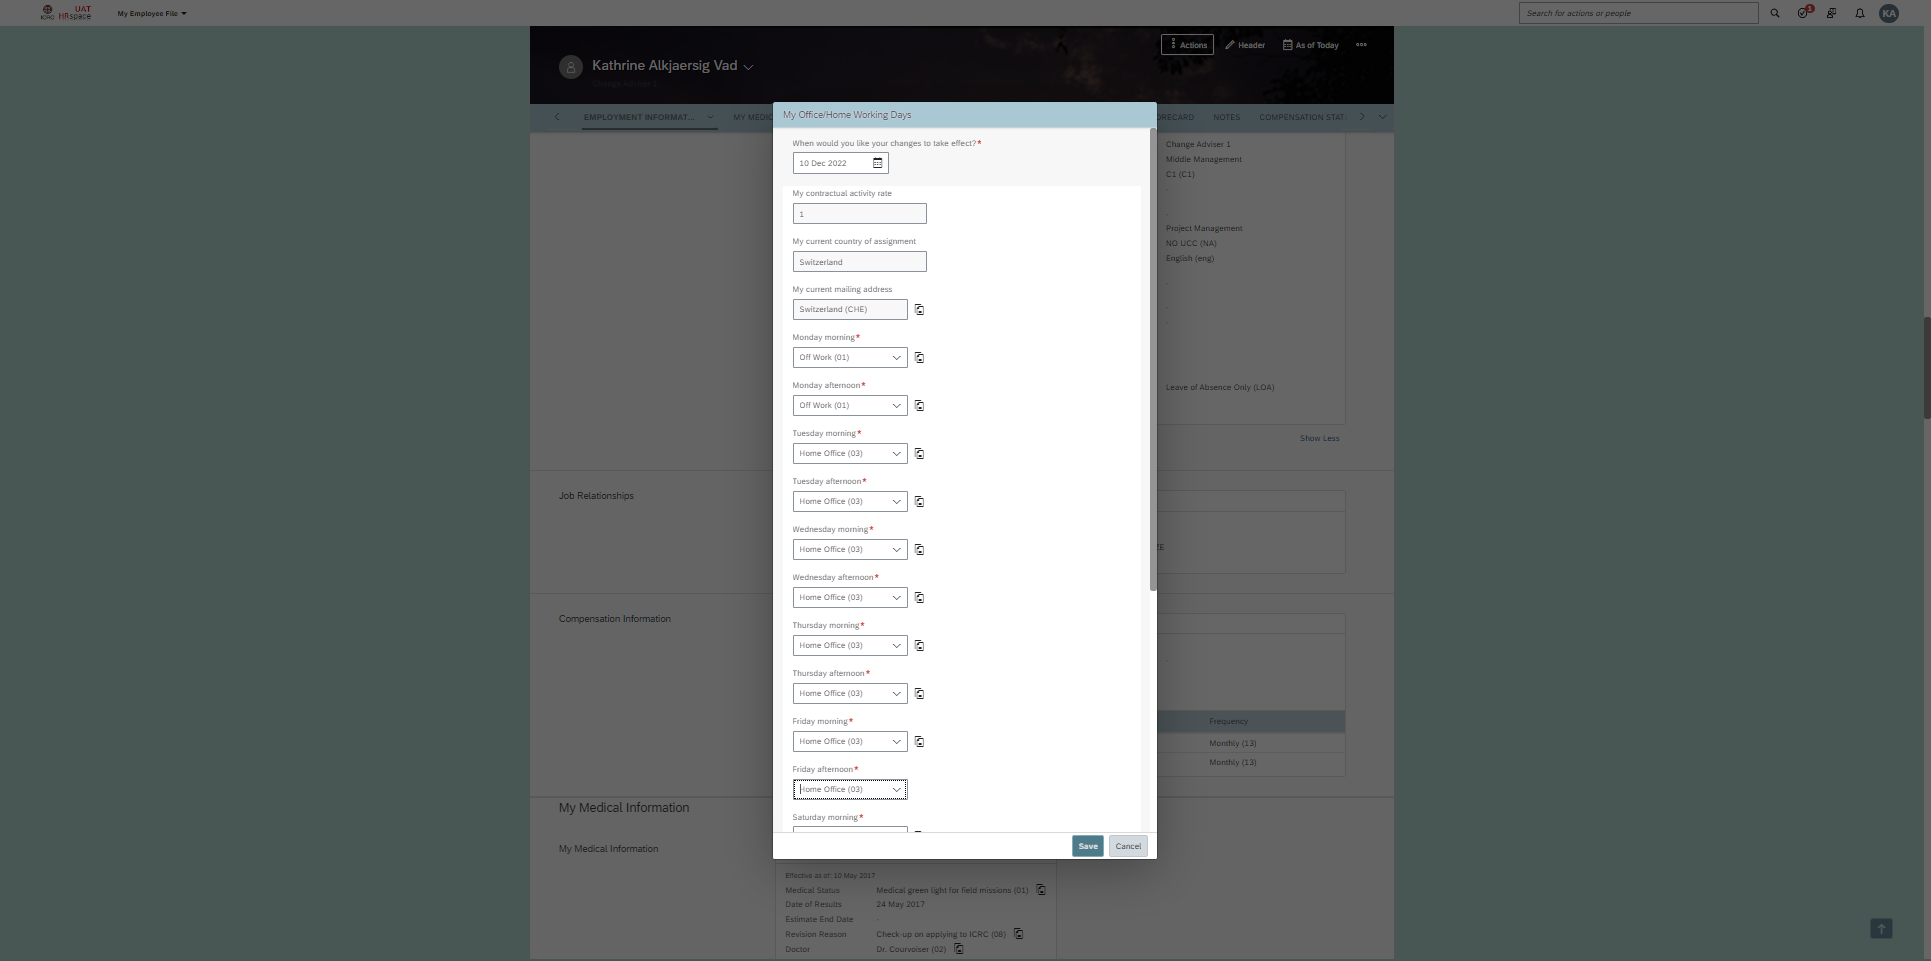 ICRC
UAT
HRspace
My Employee File
Search for actions or people
1
KA
Actions
Header
As of Today
Kathrine Alkjaersig Vad
Change Adviser 1
EMPLOYMENT INFORMAT...
MY MEDIC
ORECARD
NOTES
COMPENSATION STAT
My Office/Home Working Days
When would you like your changes to take effect?*
10 Dec 2022
My contractual activity rate
1
My current country of assignment
Switzerland
My current mailing address
Switzerland (CHE)
Monday morning*
Off Work (01)
Monday afternoon*
Off Work (01)
Tuesday morning*
Home Office (03)
Tuesday afternoon*
Home Office (03)
Wednesday morning*
Home Office (03)
Wednesday afternoon*
Home Office (03)
Thursday morning*
Home Office (03)
Thursday afternoon*
Home Office (03)
Friday morning*
Home Office (03)
Friday afternoon*
Home Office (03)
Saturday morning*
Save
Cancel
Change Adviser 1
Middle Management
C1 (C1)
-
-
Project Management
NO UCC (NA)
English (eng)
-
-
-
Leave of Absence Only (LOA)
Show Less
Job Relationships
ZE
Compensation Information
-
Frequency
Monthly (13)
Monthly (13)
My Medical Information
My Medical Information
Effective as of: 10 May 2017
Medical Status Medical green light for field missions (01)
Date of Results 24 May 2017
Estimate End Date -
Revision Reason Check-up on applying to ICRC (08)
Doctor Dr. Courvoiser (02)